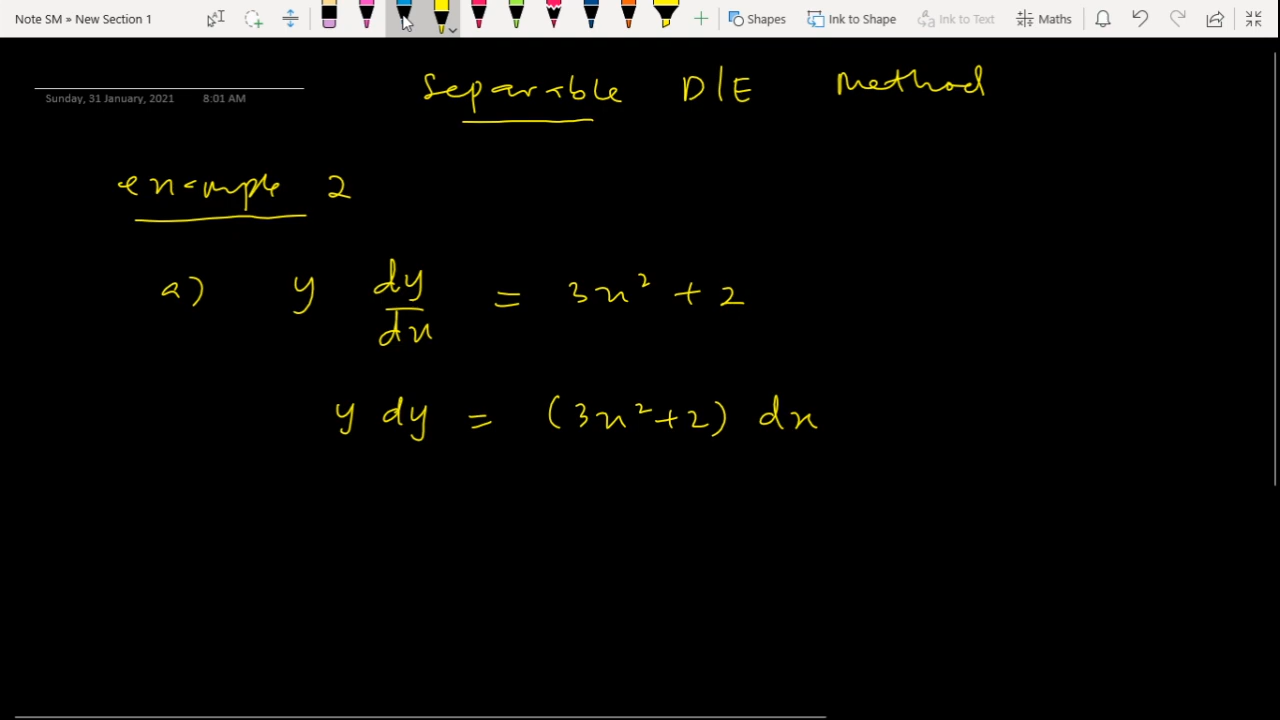 Note SM » New Section 1
Shapes
Ink to Shape
Ink to Text
Maths
Separable D/E Method
Sunday, 31 January, 2021 8:01 AM
example 2
a) y dy/dx = 3x² + 2
y dy = (3x²+2) dx